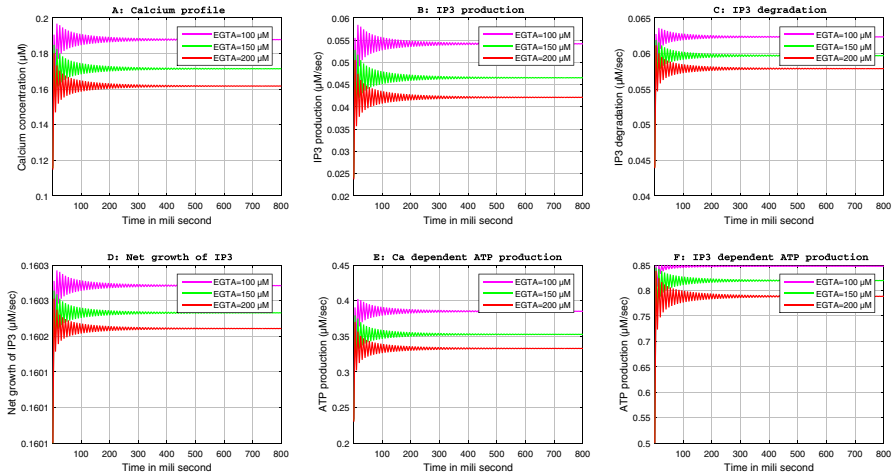 A: Calcium profile
Calcium concentration (µM)
0.2
0.18
0.16
0.14
0.12
0.1
EGTA=100 µM
EGTA=150 µM
EGTA=200 µM
0 100 200 300 400 500 600 700 800
Time in mili second
B: IP3 production
IP3 production (µM/sec)
0.06
0.055
0.05
0.045
0.04
0.035
0.03
0.025
0.02
EGTA=100 µM
EGTA=150 µM
EGTA=200 µM
0 100 200 300 400 500 600 700 800
Time in mili second
C: IP3 degradation
IP3 degradation (µM/sec)
0.065
0.06
0.055
0.05
0.045
0.04
EGTA=100 µM
EGTA=150 µM
EGTA=200 µM
0 100 200 300 400 500 600 700 800
Time in mili second
D: Net growth of IP3
Net growth of IP3 (µM/sec)
0.1603
0.1603
0.1602
0.1601
0.1601
0.1601
EGTA=100 µM
EGTA=150 µM
EGTA=200 µM
0 100 200 300 400 500 600 700 800
Time in mili second
E: Ca dependent ATP production
ATP production (µM/sec)
0.45
0.4
0.35
0.3
0.25
0.2
EGTA=100 µM
EGTA=150 µM
EGTA=200 µM
0 100 200 300 400 500 600 700 800
Time in mili second
F: IP3 dependent ATP production
ATP production (µM/sec)
0.85
0.8
0.75
0.7
0.65
0.6
0.55
0.5
EGTA=100 µM
EGTA=150 µM
EGTA=200 µM
0 100 200 300 400 500 600 700 800
Time in mili second